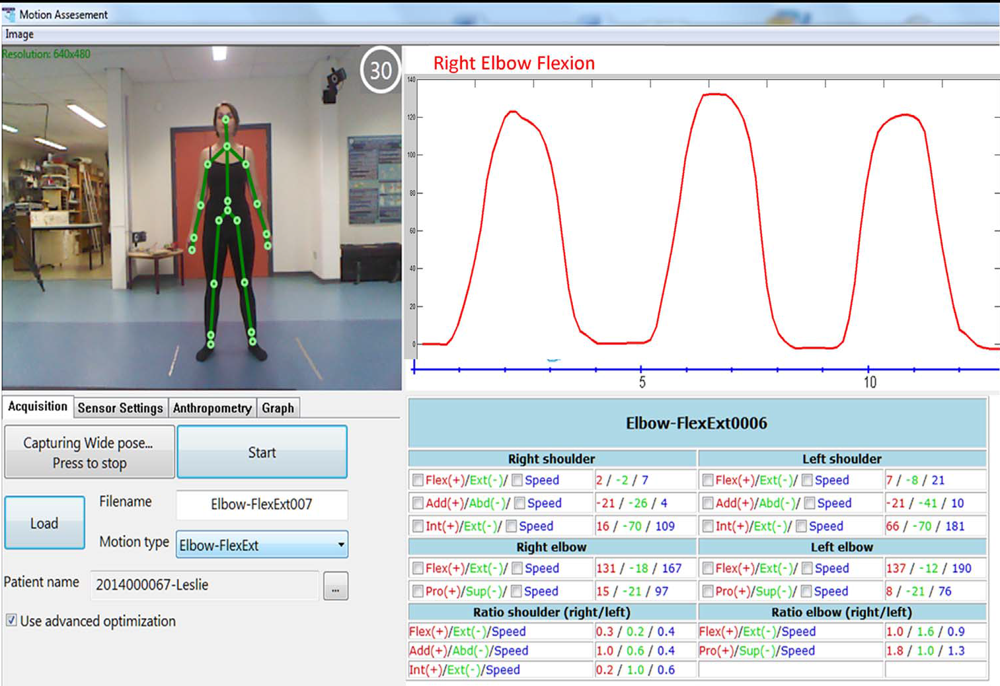 Motion Assesement
Image
Resolution: 640x480
30
Right Elbow Flexion
140
120
100
80
60
40
20
0
5 10
Acquisition Sensor Settings Anthropometry Graph
Capturing Wide pose...
Press to stop
Start
Load
Filename Elbow-FlexExt007
Motion type Elbow-FlexExt
Patient name 2014000067-Leslie ...
Use advanced optimization
Elbow-FlexExt0006
Right shoulder Left shoulder
Flex(+)/Ext(-)/ Speed 2 / -2 / 7 Flex(+)/Ext(-)/ Speed 7 / -8 / 21
Add(+)/Abd(-)/ Speed -21 / -26 / 4 Add(+)/Abd(-)/ Speed -21 / -41 / 10
Int(+)/Ext(-)/ Speed 16 / -70 / 109 Int(+)/Ext(-)/ Speed 66 / -70 / 181
Right elbow Left elbow
Flex(+)/Ext(-)/ Speed 131 / -18 / 167 Flex(+)/Ext(-)/ Speed 137 / -12 / 190
Pro(+)/Sup(-)/ Speed 15 / -21 / 97 Pro(+)/Sup(-)/ Speed 8 / -21 / 76
Ratio shoulder (right/left) Ratio elbow (right/left)
Flex(+)/Ext(-)/Speed 0.3 / 0.2 / 0.4 Flex(+)/Ext(-)/Speed 1.0 / 1.6 / 0.9
Add(+)/Abd(-)/Speed 1.0 / 0.6 / 0.4 Pro(+)/Sup(-)/Speed 1.8 / 1.0 / 1.3
Int(+)/Ext(-)/Speed 0.2 / 1.0 / 0.6